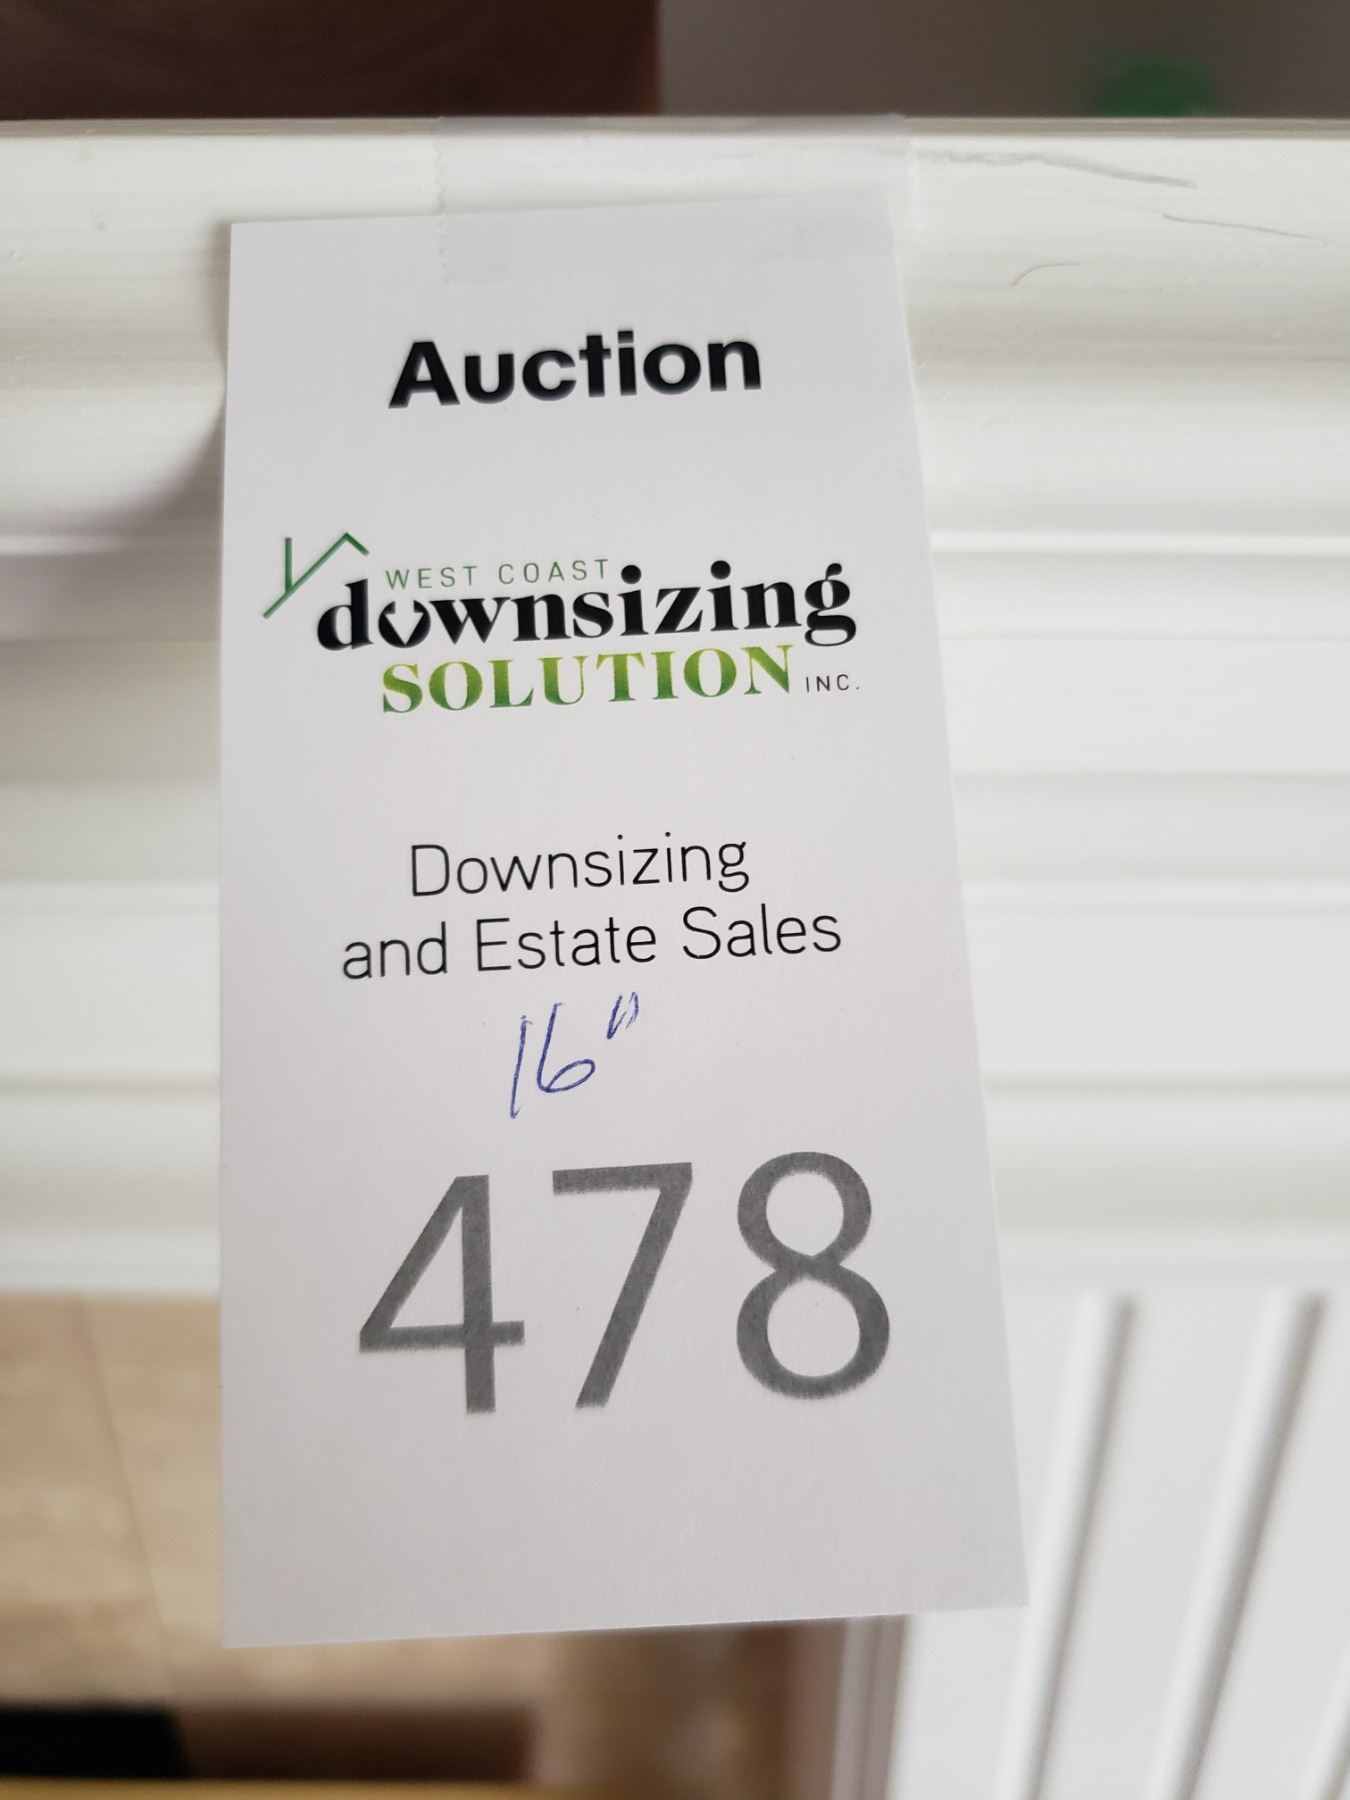 Auction
WEST COAST
downsizing
SOLUTION INC.
Downsizing
and Estate Sales
16"
478